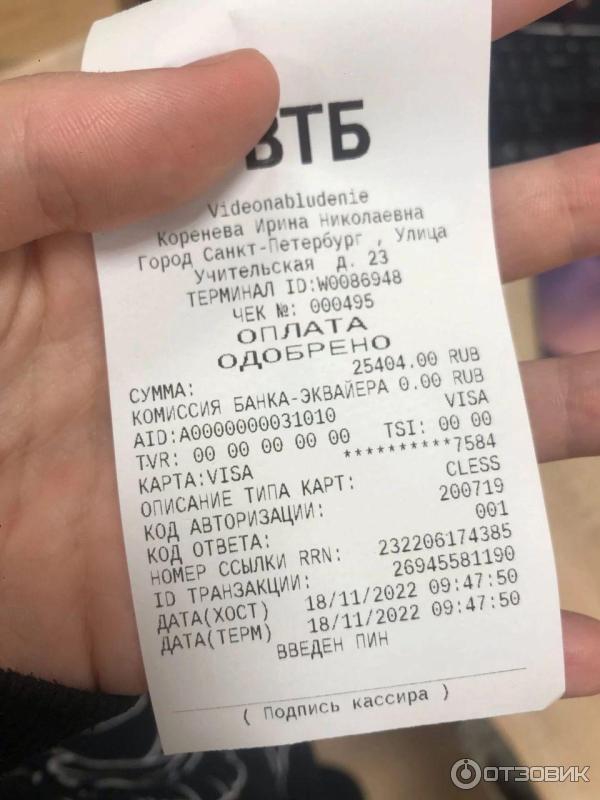 ВТБ
Videonabludenie
Коренева Ирина Николаевна
Город Санкт-Петербург , Улица
Учительская д. 23
ТЕРМИНАЛ ID:W0086948
ЧЕК №: 000495
ОПЛАТА
ОДОБРЕНО
СУММА: 25404.00 RUB
КОМИССИЯ БАНКА-ЭКВАЙЕРА 0.00 RUB
AID:A0000000031010 VISA
TVR: 00 00 00 00 00 TSI: 00 00
КАРТА:VISA **********7584
ОПИСАНИЕ ТИПА КАРТ: CLESS
КОД АВТОРИЗАЦИИ: 200719
КОД ОТВЕТА: 001
НОМЕР ССЫЛКИ RRN: 232206174385
ID ТРАНЗАКЦИИ: 26945581190
ДАТА(ХОСТ) 18/11/2022 09:47:50
ДАТА(ТЕРМ) 18/11/2022 09:47:50
ВВЕДЕН ПИН
( Подпись кассира )
ОТЗОВИК